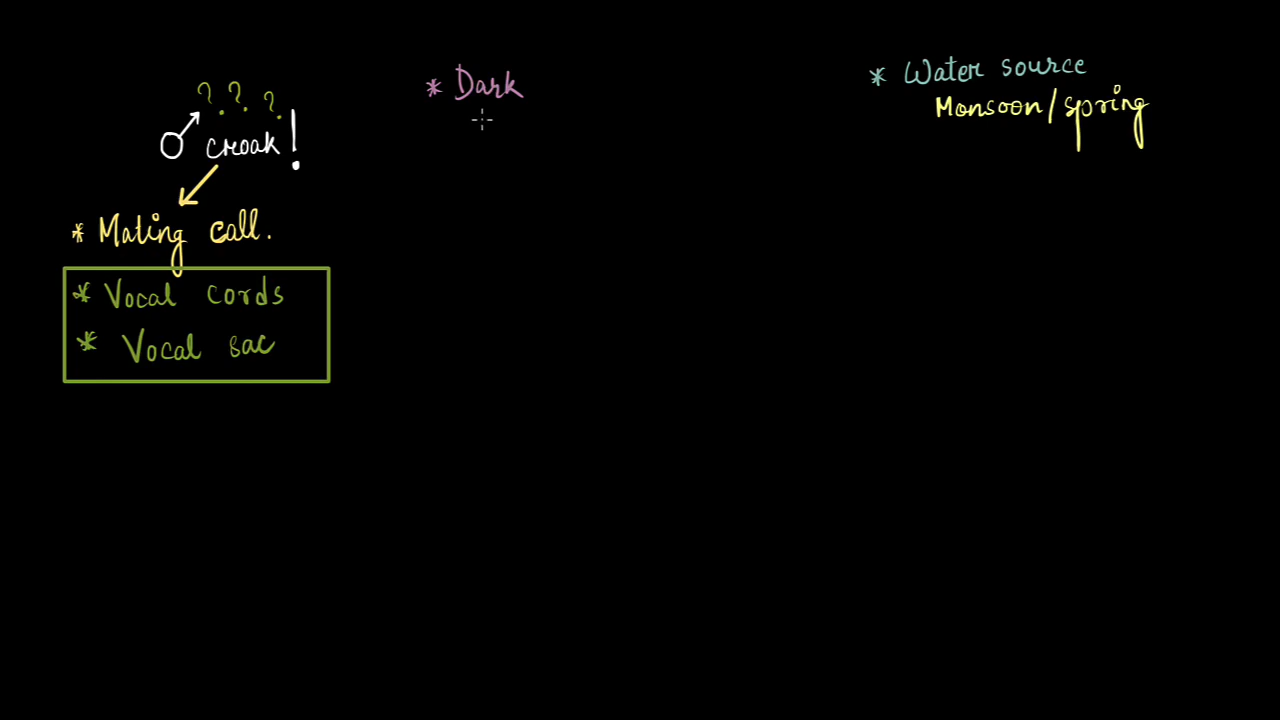 ? ? ?
♂ croak!
* Mating call.
* Vocal cords
* Vocal sac
* Dark
* Water source
Monsoon/spring